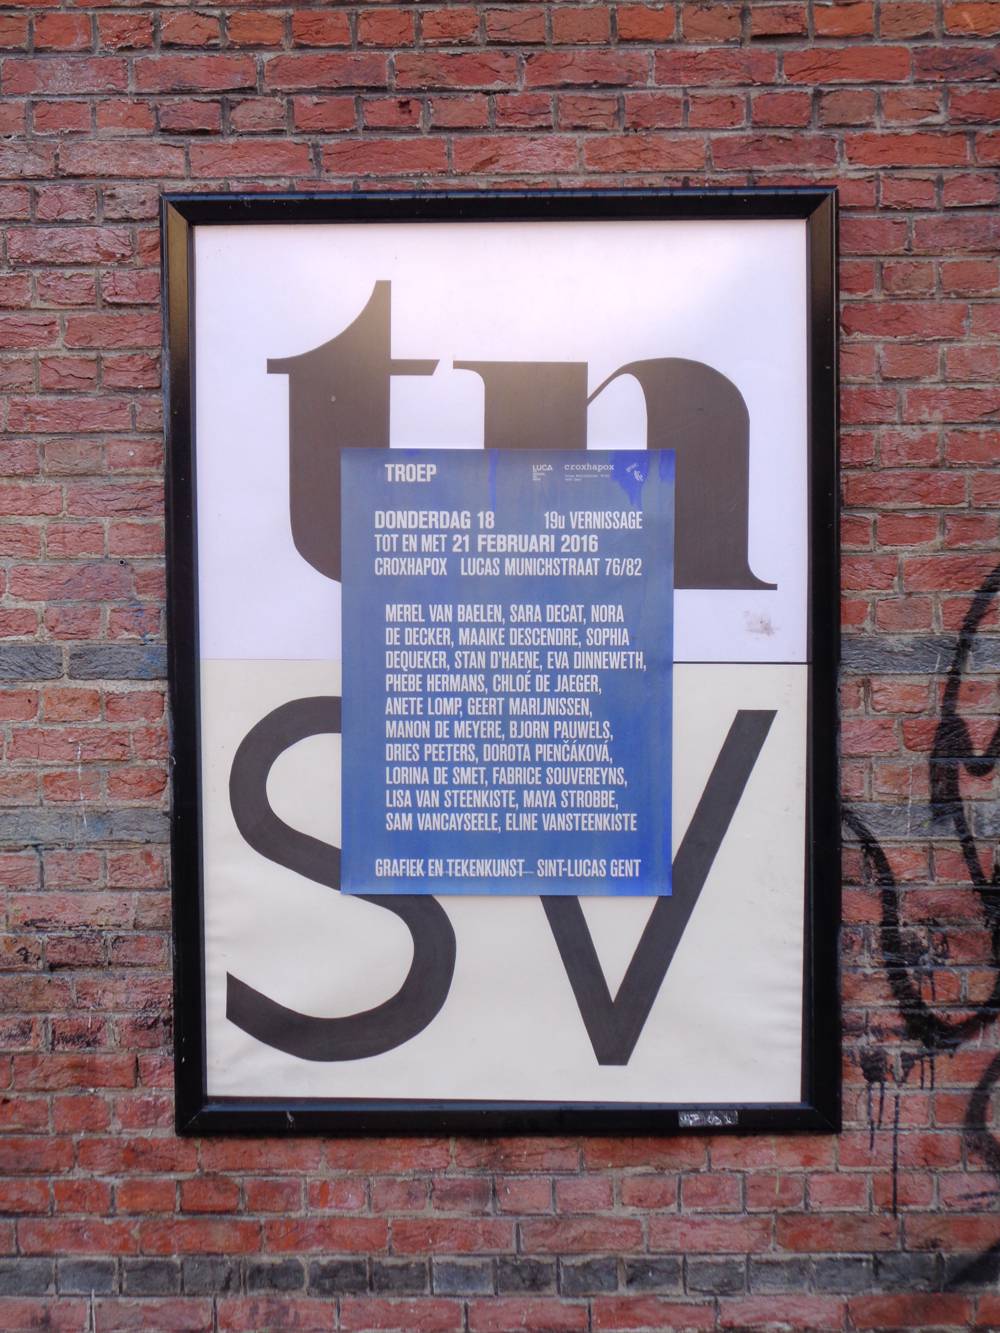 tn
TROEP
LUCA
croxhapox
DONDERDAG 18 19u VERNISSAGE
TOT EN MET 21 FEBRUARI 2016
CROXHAPOX LUCAS MUNICHSTRAAT 76/82
MEREL VAN BAELEN, SARA DECAT, NORA
DE DECKER, MAAIKE DESCENDRE, SOPHIA
DEQUEKER, STAN D'HAENE, EVA DINNEWETH,
PHEBE HERMANS, CHLOÉ DE JAEGER,
ANETE LOMP, GEERT MARIJNISSEN,
MANON DE MEYERE, BJORN PAUWELS,
DRIES PEETERS, DOROTA PIENČÁKOVÁ,
LORINA DE SMET, FABRICE SOUVEREYNS,
LISA VAN STEENKISTE, MAYA STROBBE,
SAM VANCAYSEELE, ELINE VANSTEENKISTE
GRAFIEK EN TEKENKUNST SINT-LUCAS GENT
SV